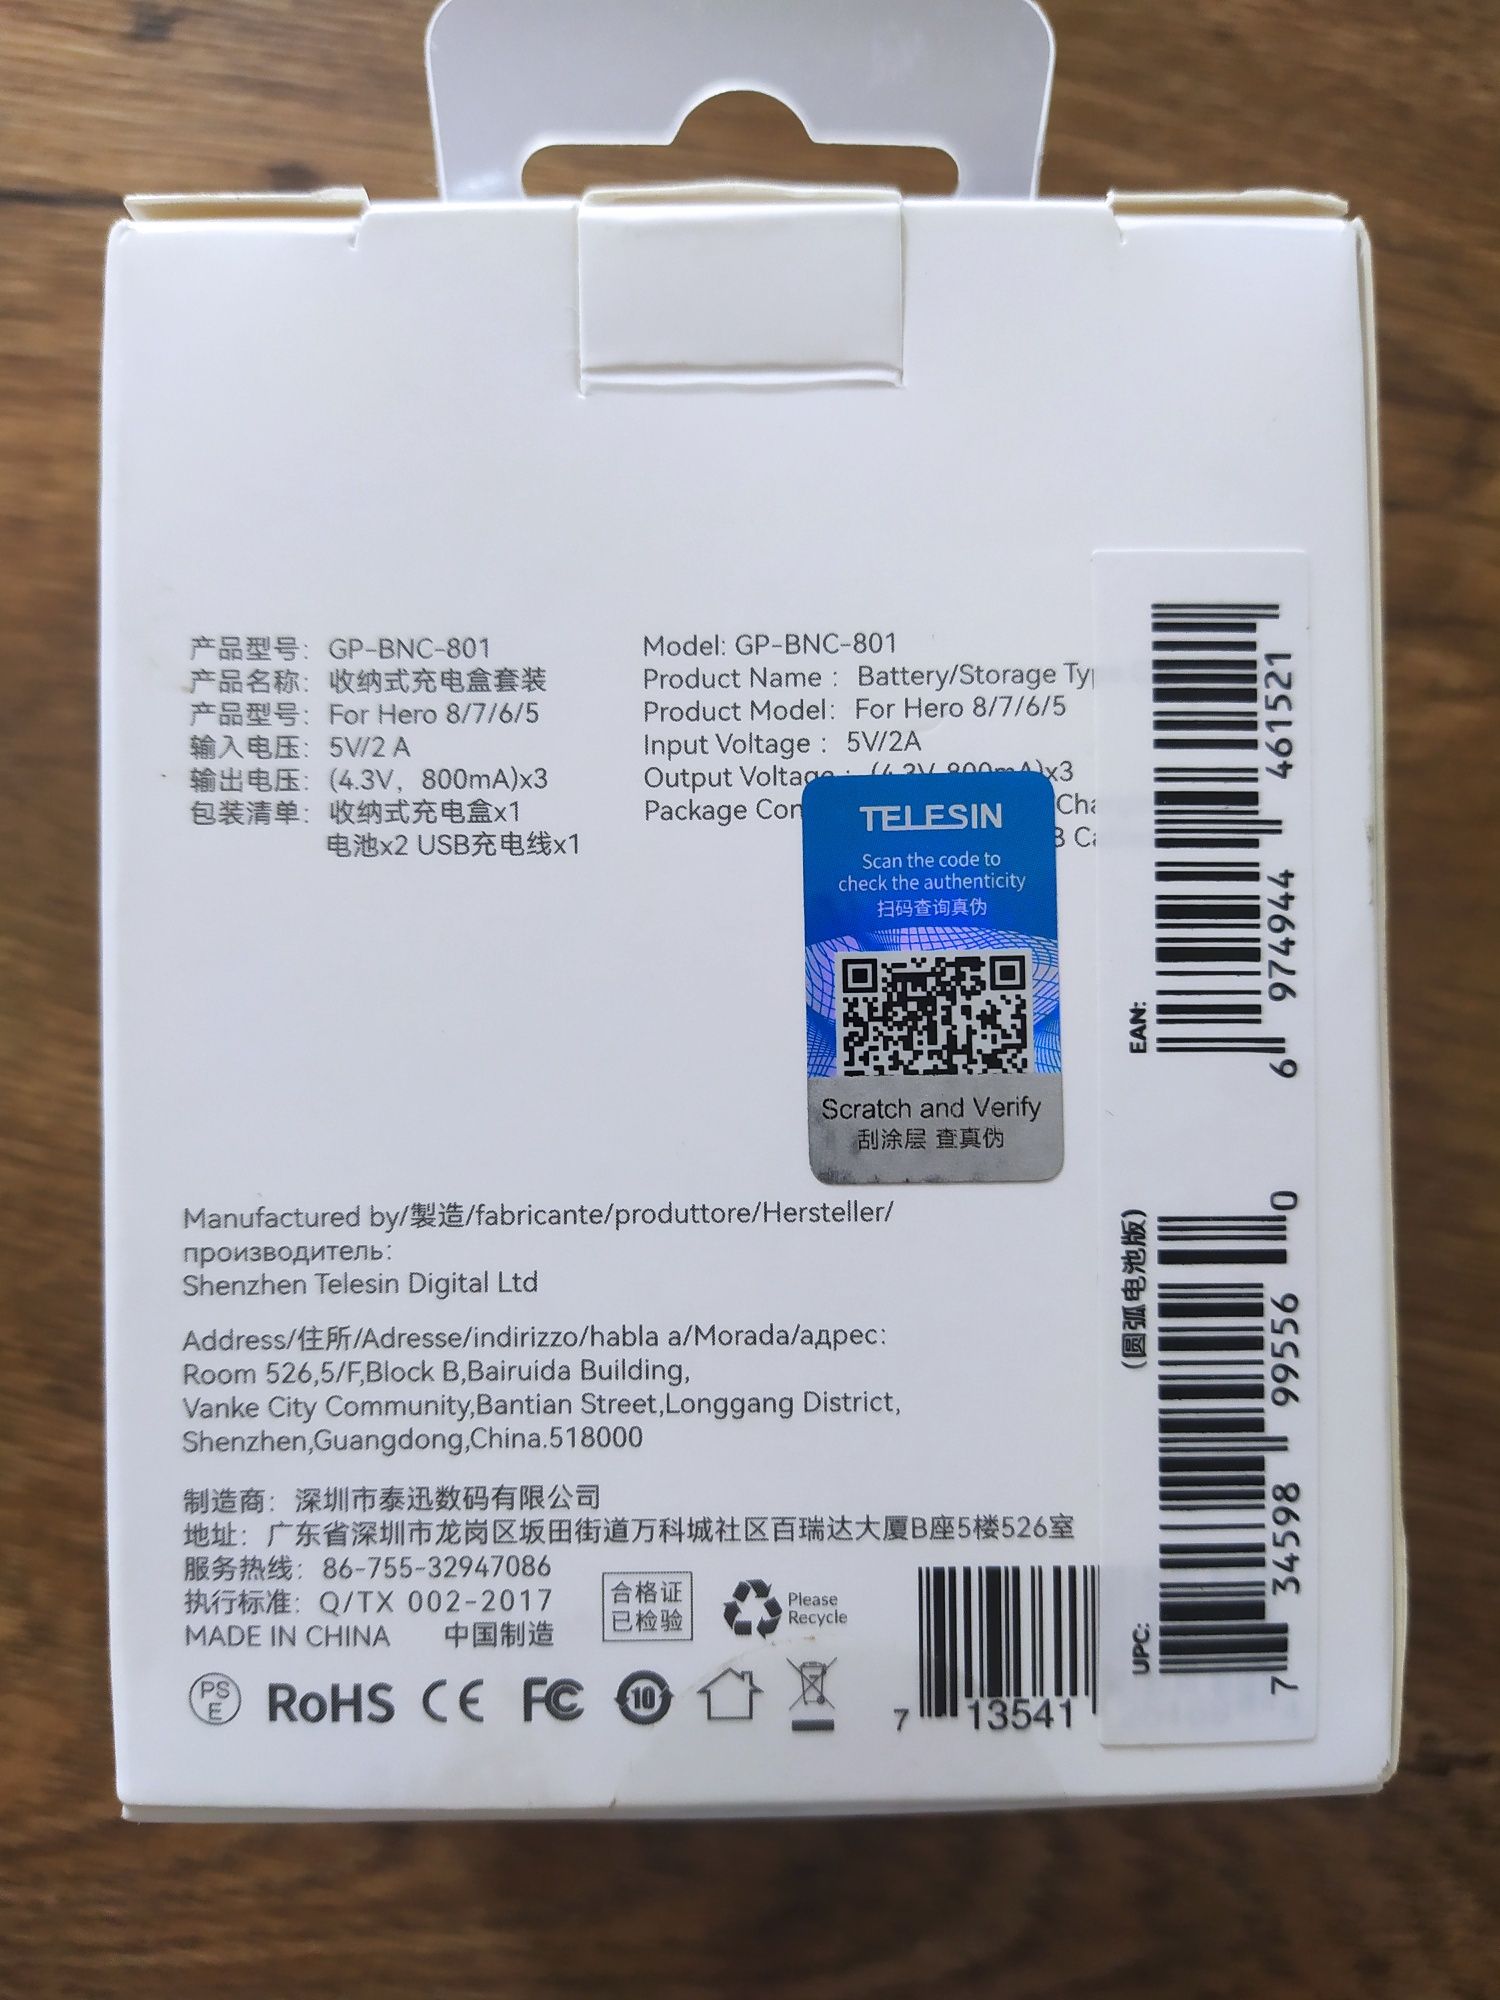 产品型号: GP-BNC-801
产品名称: 收纳式充电盒套装
产品型号: For Hero 8/7/6/5
输入电压: 5V/2 A
输出电压: (4.3V, 800mA)x3
包装清单: 收纳式充电盒x1
电池x2 USB充电线x1
Model: GP-BNC-801
Product Name : Battery/Storage
Product Model: For Hero 8/7/6/5
Input Voltage : 5V/2A
Output Voltage : (4.3V 800mA)x3
Package
TELESIN
Scan the code to
check the authenticity
扫码查询真伪
Scratch and Verify
刮涂层 查真伪
EAN:
6 974944 461521
(圆弧电池版)
UPC:
7 34598 99556 0
Manufactured by/製造/fabricante/produttore/Hersteller/
производитель:
Shenzhen Telesin Digital Ltd
Address/住所/Adresse/indirizzo/habla a/Morada/адрес:
Room 526,5/F,Block B,Bairuida Building,
Vanke City Community,Bantian Street,Longgang District,
Shenzhen,Guangdong,China.518000
制造商: 深圳市泰迅数码有限公司
地址: 广东省深圳市龙岗区坂田街道万科城社区百瑞达大厦B座5楼526室
服务热线: 86-755-32947086
执行标准: Q/TX 002-2017
MADE IN CHINA 中国制造
合格证
已检验
Please
Recycle
PS
E
RoHS CE FC 10
7 13541